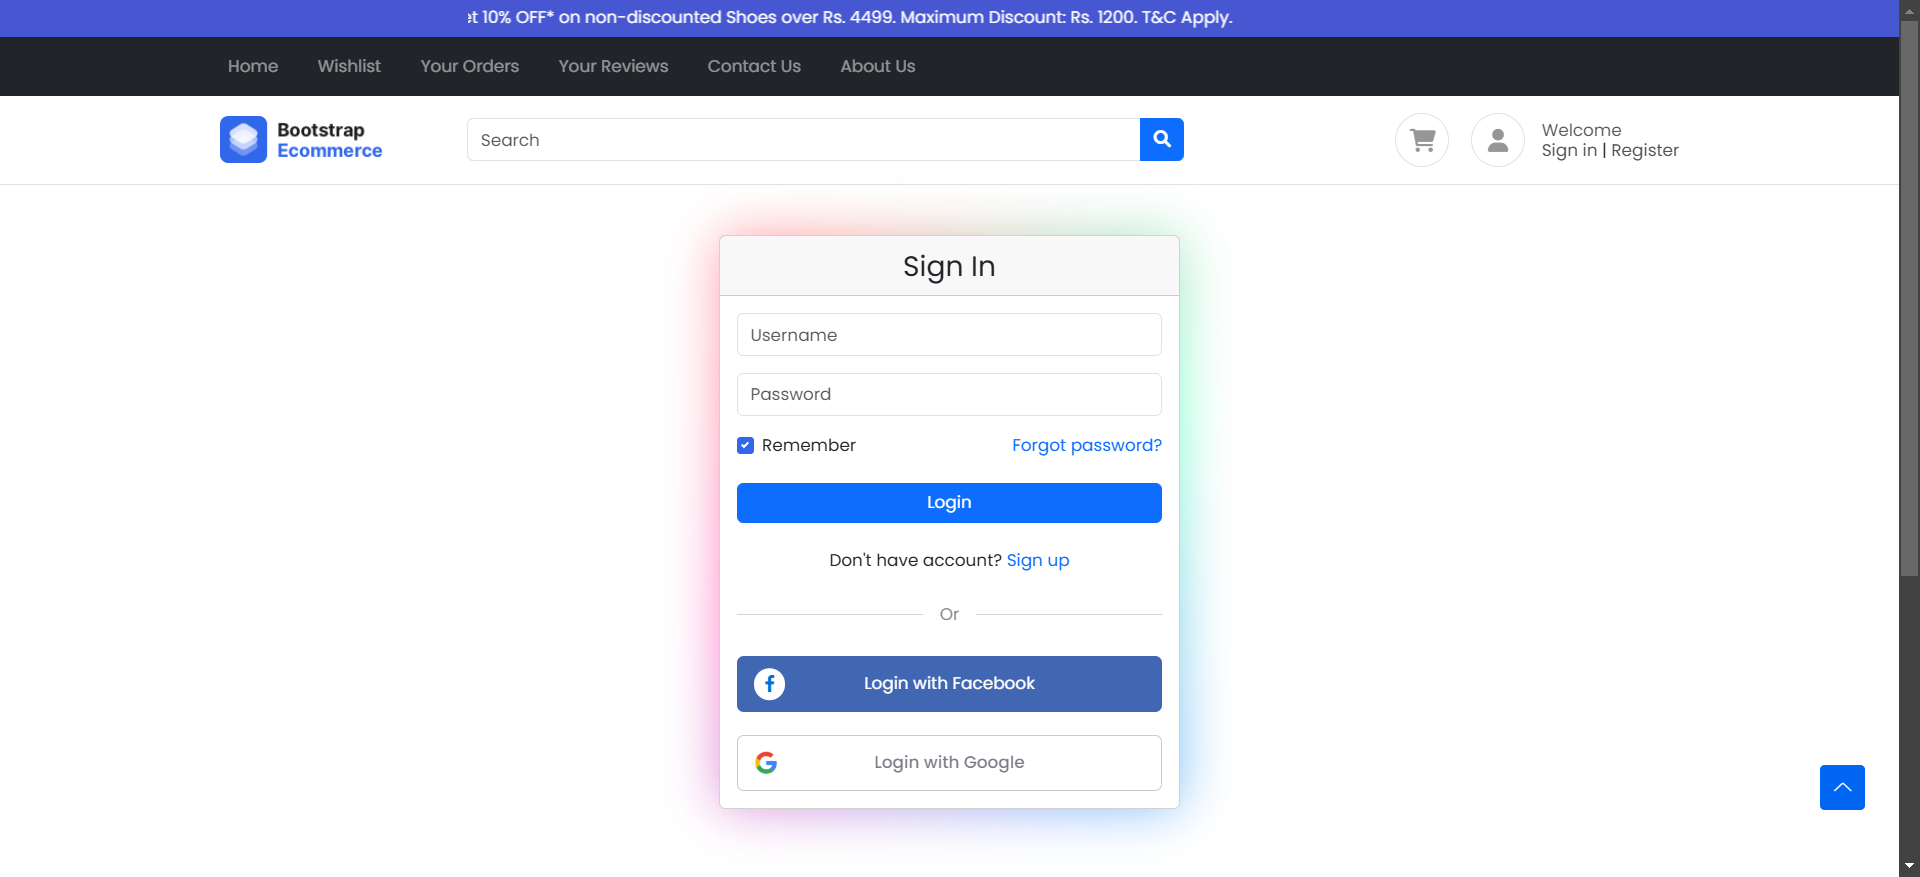 10% OFF* on non-discounted Shoes over Rs. 4499. Maximum Discount: Rs. 1200. T&C Apply.
Home Wishlist Your Orders Your Reviews Contact Us About Us
Bootstrap
Ecommerce
Search
Welcome
Sign in | Register
Sign In
Username
Password
Remember Forgot password?
Login
Don't have account? Sign up
Or
Login with Facebook
Login with Google